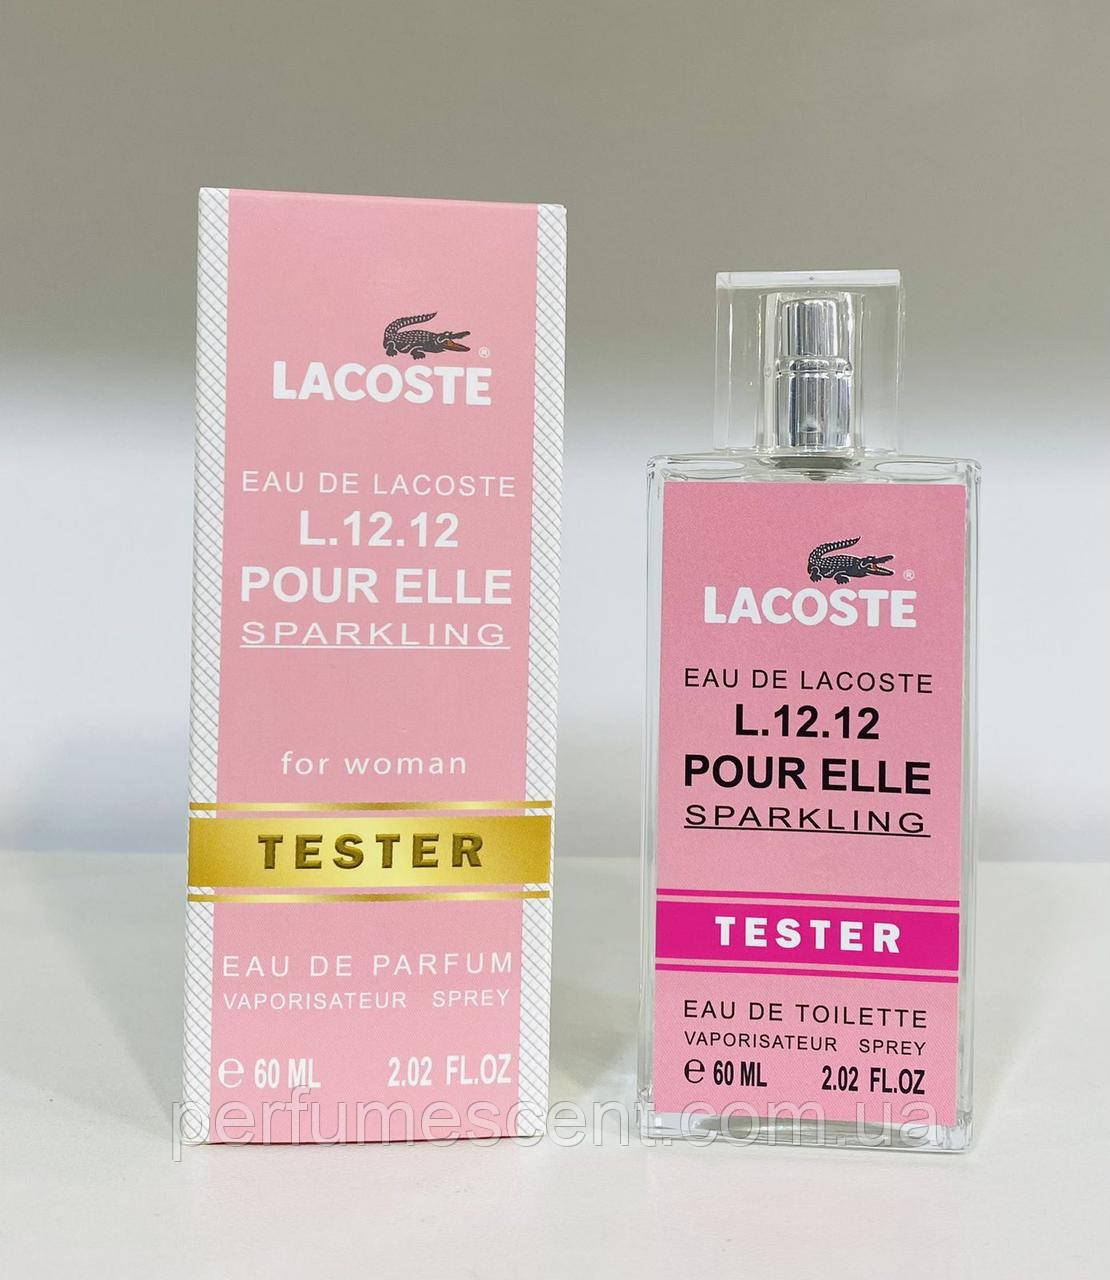 LACOSTE®
EAU DE LACOSTE
L.12.12
POUR ELLE
SPARKLING
for woman
TESTER
EAU DE PARFUM
VAPORISATEUR SPREY
℮ 60 ML 2.02 FL.OZ
LACOSTE®
EAU DE LACOSTE
L.12.12
POUR ELLE
SPARKLING
TESTER
EAU DE TOILETTE
VAPORISATEUR SPREY
℮ 60 ML 2.02 FL.OZ
perfumescent.com.ua